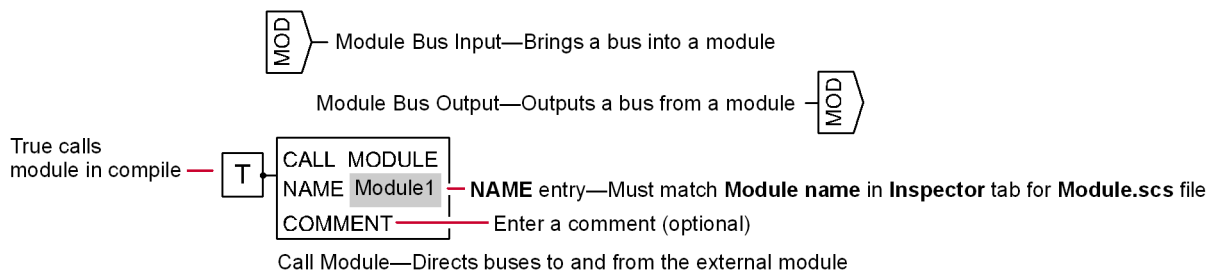 MOD Module Bus Input—Brings a bus into a module
Module Bus Output—Outputs a bus from a module MOD
True calls
module in compile
T
CALL MODULE
NAME Module1 NAME entry—Must match Module name in Inspector tab for Module.scs file
COMMENT Enter a comment (optional)
Call Module—Directs buses to and from the external module